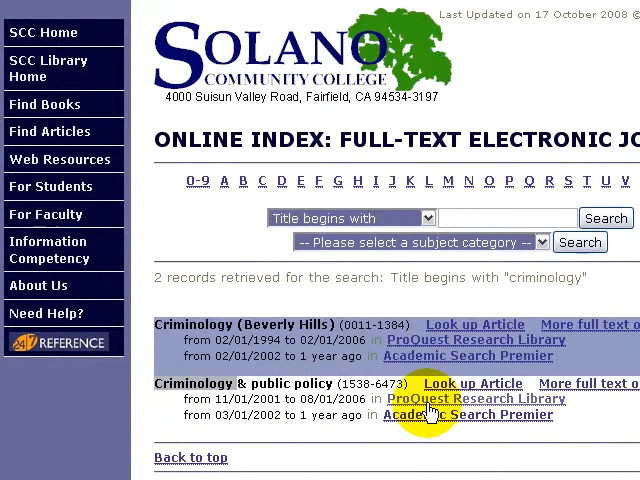 Last Updated on 17 October 2008 ©
SCC Home
SCC Library
Home
Find Books
Find Articles
Web Resources
For Students
For Faculty
Information
Competency
About Us
Need Help?
24/7 REFERENCE
SOLANO
COMMUNITY COLLEGE
4000 Suisun Valley Road, Fairfield, CA 94534-3197
ONLINE INDEX: FULL-TEXT ELECTRONIC JO
0-9 A B C D E F G H I J K L M N O P Q R S T U V
Title begins with Search
-- Please select a subject category -- Search
2 records retrieved for the search: Title begins with "criminology"
Criminology (Beverly Hills) (0011-1384) Look up Article More full text o
from 02/01/1994 to 02/01/2006 in ProQuest Research Library
from 02/01/2002 to 1 year ago in Academic Search Premier
Criminology & public policy (1538-6473) Look up Article More full text o
from 11/01/2001 to 08/01/2006 in ProQuest Research Library
from 03/01/2002 to 1 year ago in Academic Search Premier
Back to top